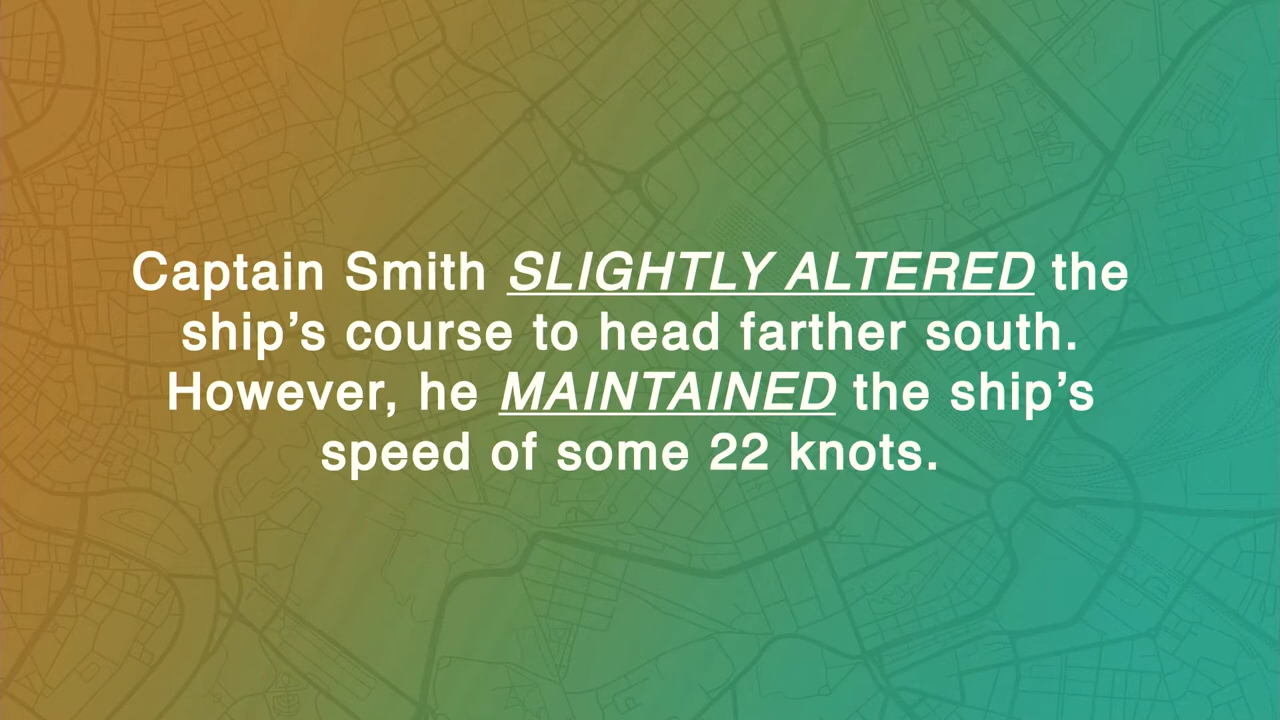 Captain Smith SLIGHTLY ALTERED the
ship’s course to head farther south.
However, he MAINTAINED the ship’s
speed of some 22 knots.